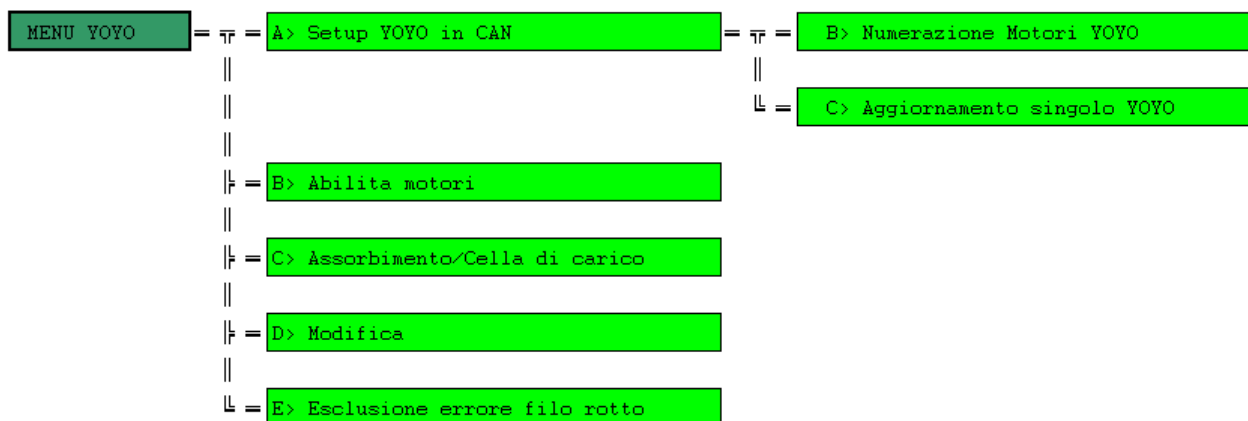 MENU YOYO
A> Setup YOYO in CAN
B> Numerazione Motori YOYO
C> Aggiornamento singolo YOYO
B> Abilita motori
C> Assorbimento/Cella di carico
D> Modifica
E> Esclusione errore filo rotto